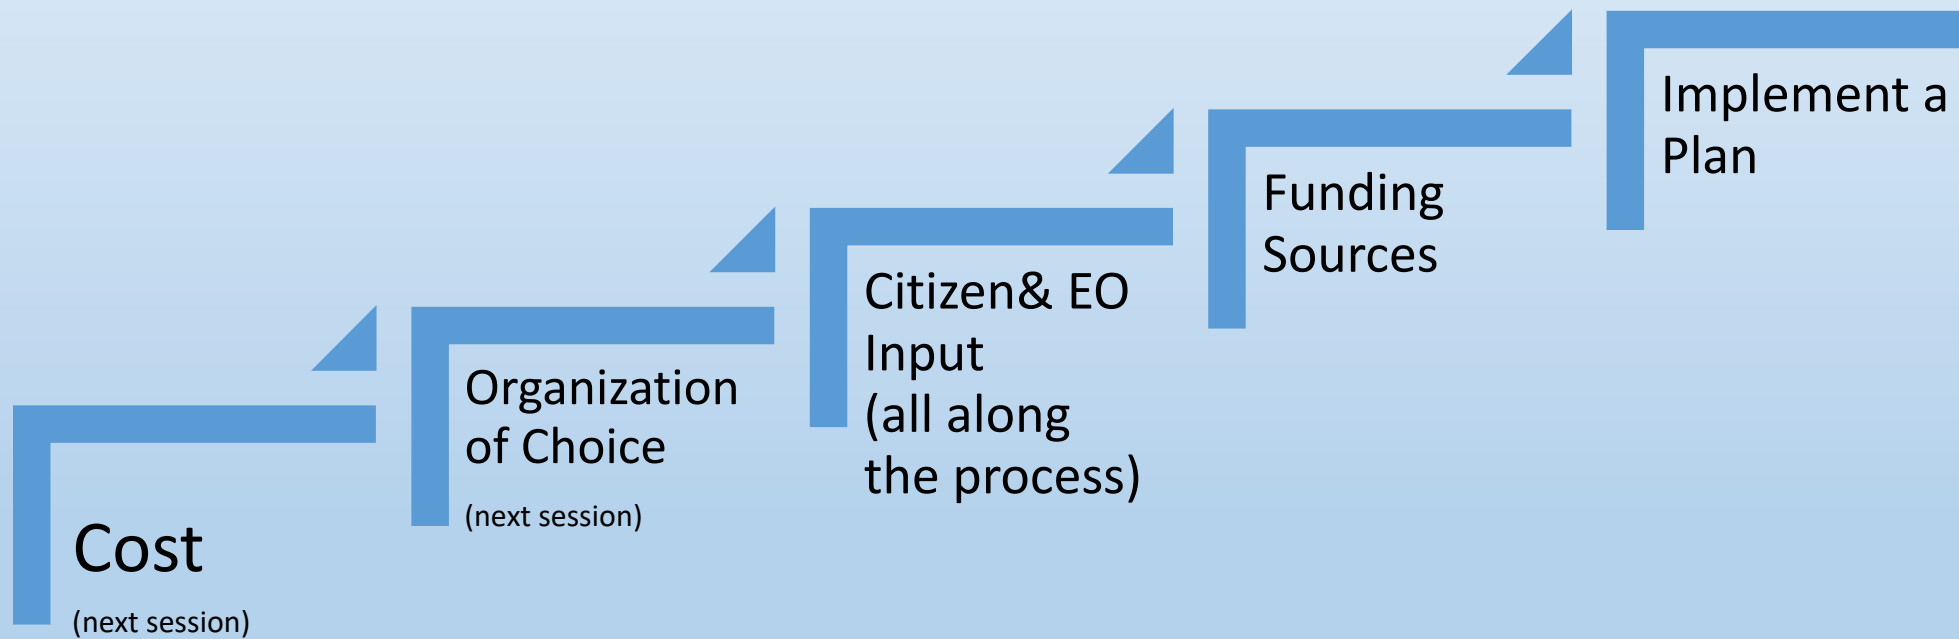 Cost
(next session)
Organization
of Choice
(next session)
Citizen& EO
Input
(all along
the process)
Funding
Sources
Implement a
Plan